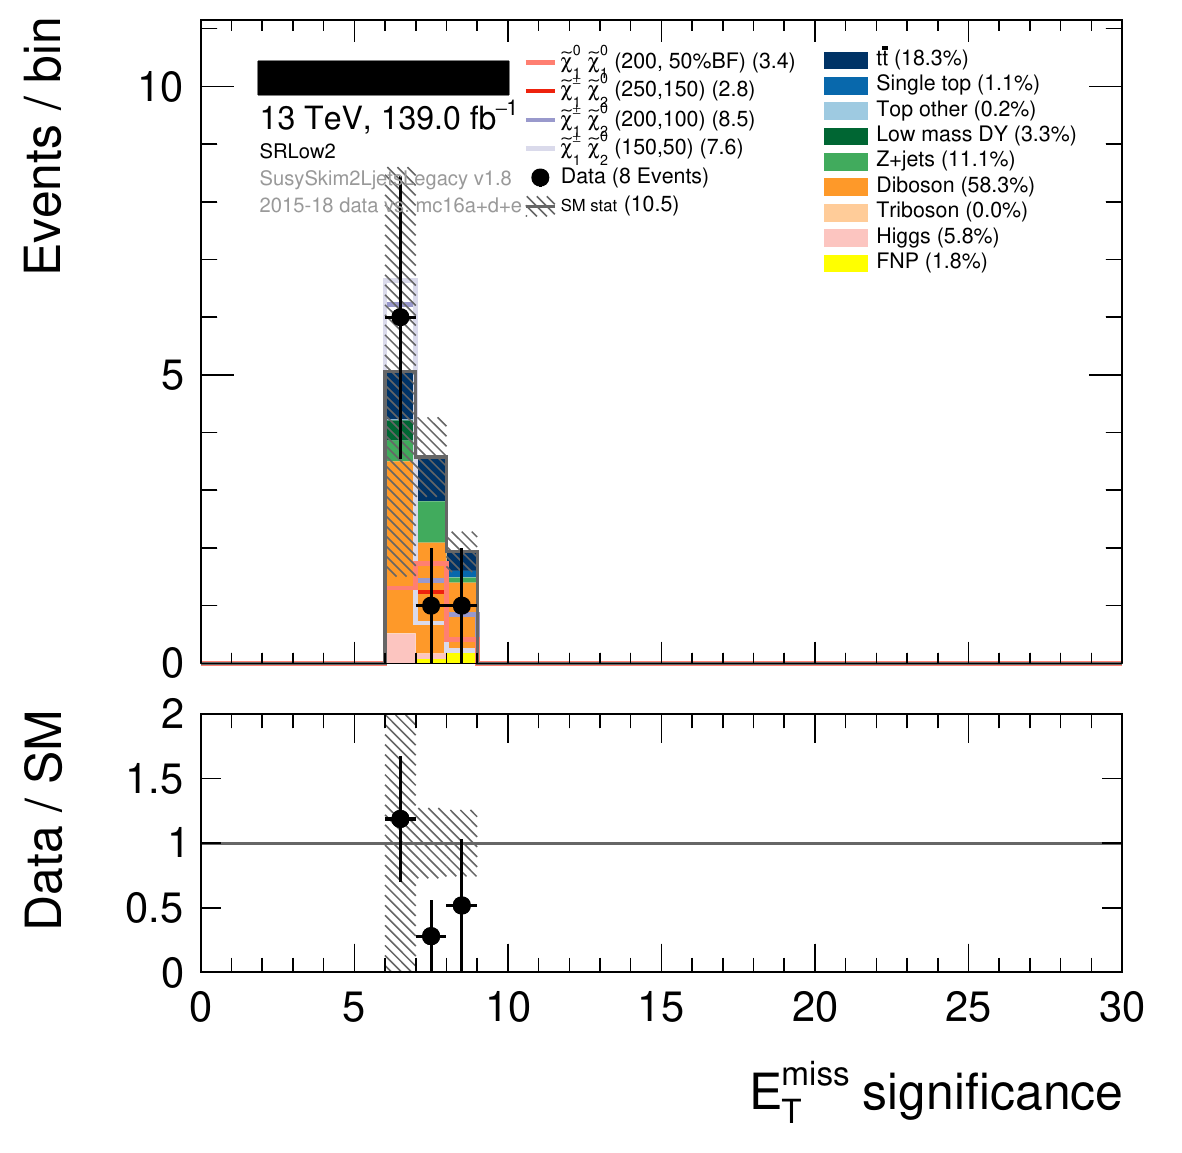 Events / bin
10
5
0
13 TeV, 139.0 fb⁻¹
SRLow2
SusySkim2LjetsLegacy v1.8
2015-18 data vs. mc16a+d+e
χ̃⁰₁ χ̃⁰₁ (200, 50%BF) (3.4)
χ̃±₁ χ̃⁰₂ (250,150) (2.8)
χ̃±₁ χ̃⁰₂ (200,100) (8.5)
χ̃±₁ χ̃⁰₂ (150,50) (7.6)
Data (8 Events)
SM stat (10.5)
tt̄ (18.3%)
Single top (1.1%)
Top other (0.2%)
Low mass DY (3.3%)
Z+jets (11.1%)
Diboson (58.3%)
Triboson (0.0%)
Higgs (5.8%)
FNP (1.8%)
Data / SM
2
1.5
1
0.5
0
0 5 10 15 20 25 30
E_T^miss significance